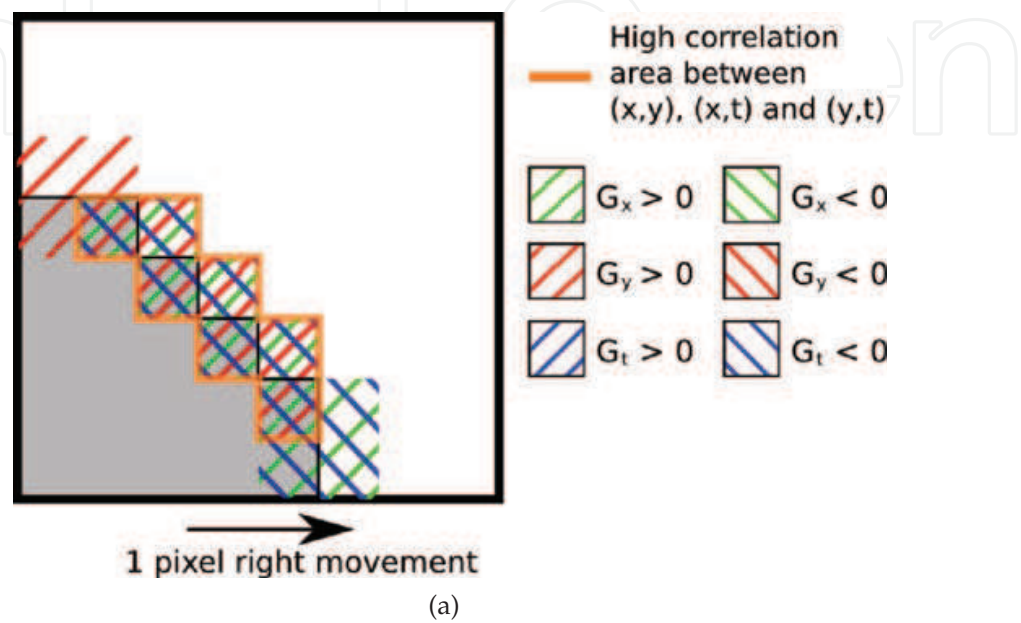 High correlation
area between
(x,y), (x,t) and (y,t)
Gx > 0 Gx < 0
Gy > 0 Gy < 0
Gt > 0 Gt < 0
1 pixel right movement
(a)